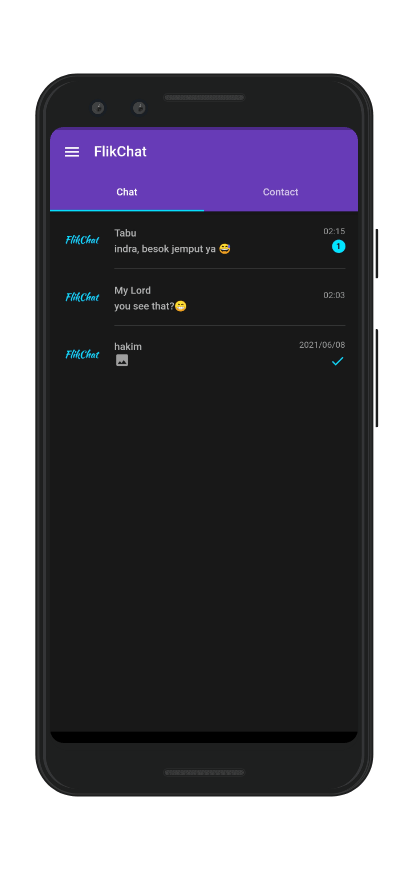 FlikChat
Chat
Contact
FlikChat
Tabu
02:15
indra, besok jemput ya 😅
1
FlikChat
My Lord
02:03
you see that?😁
FlikChat
hakim
2021/06/08